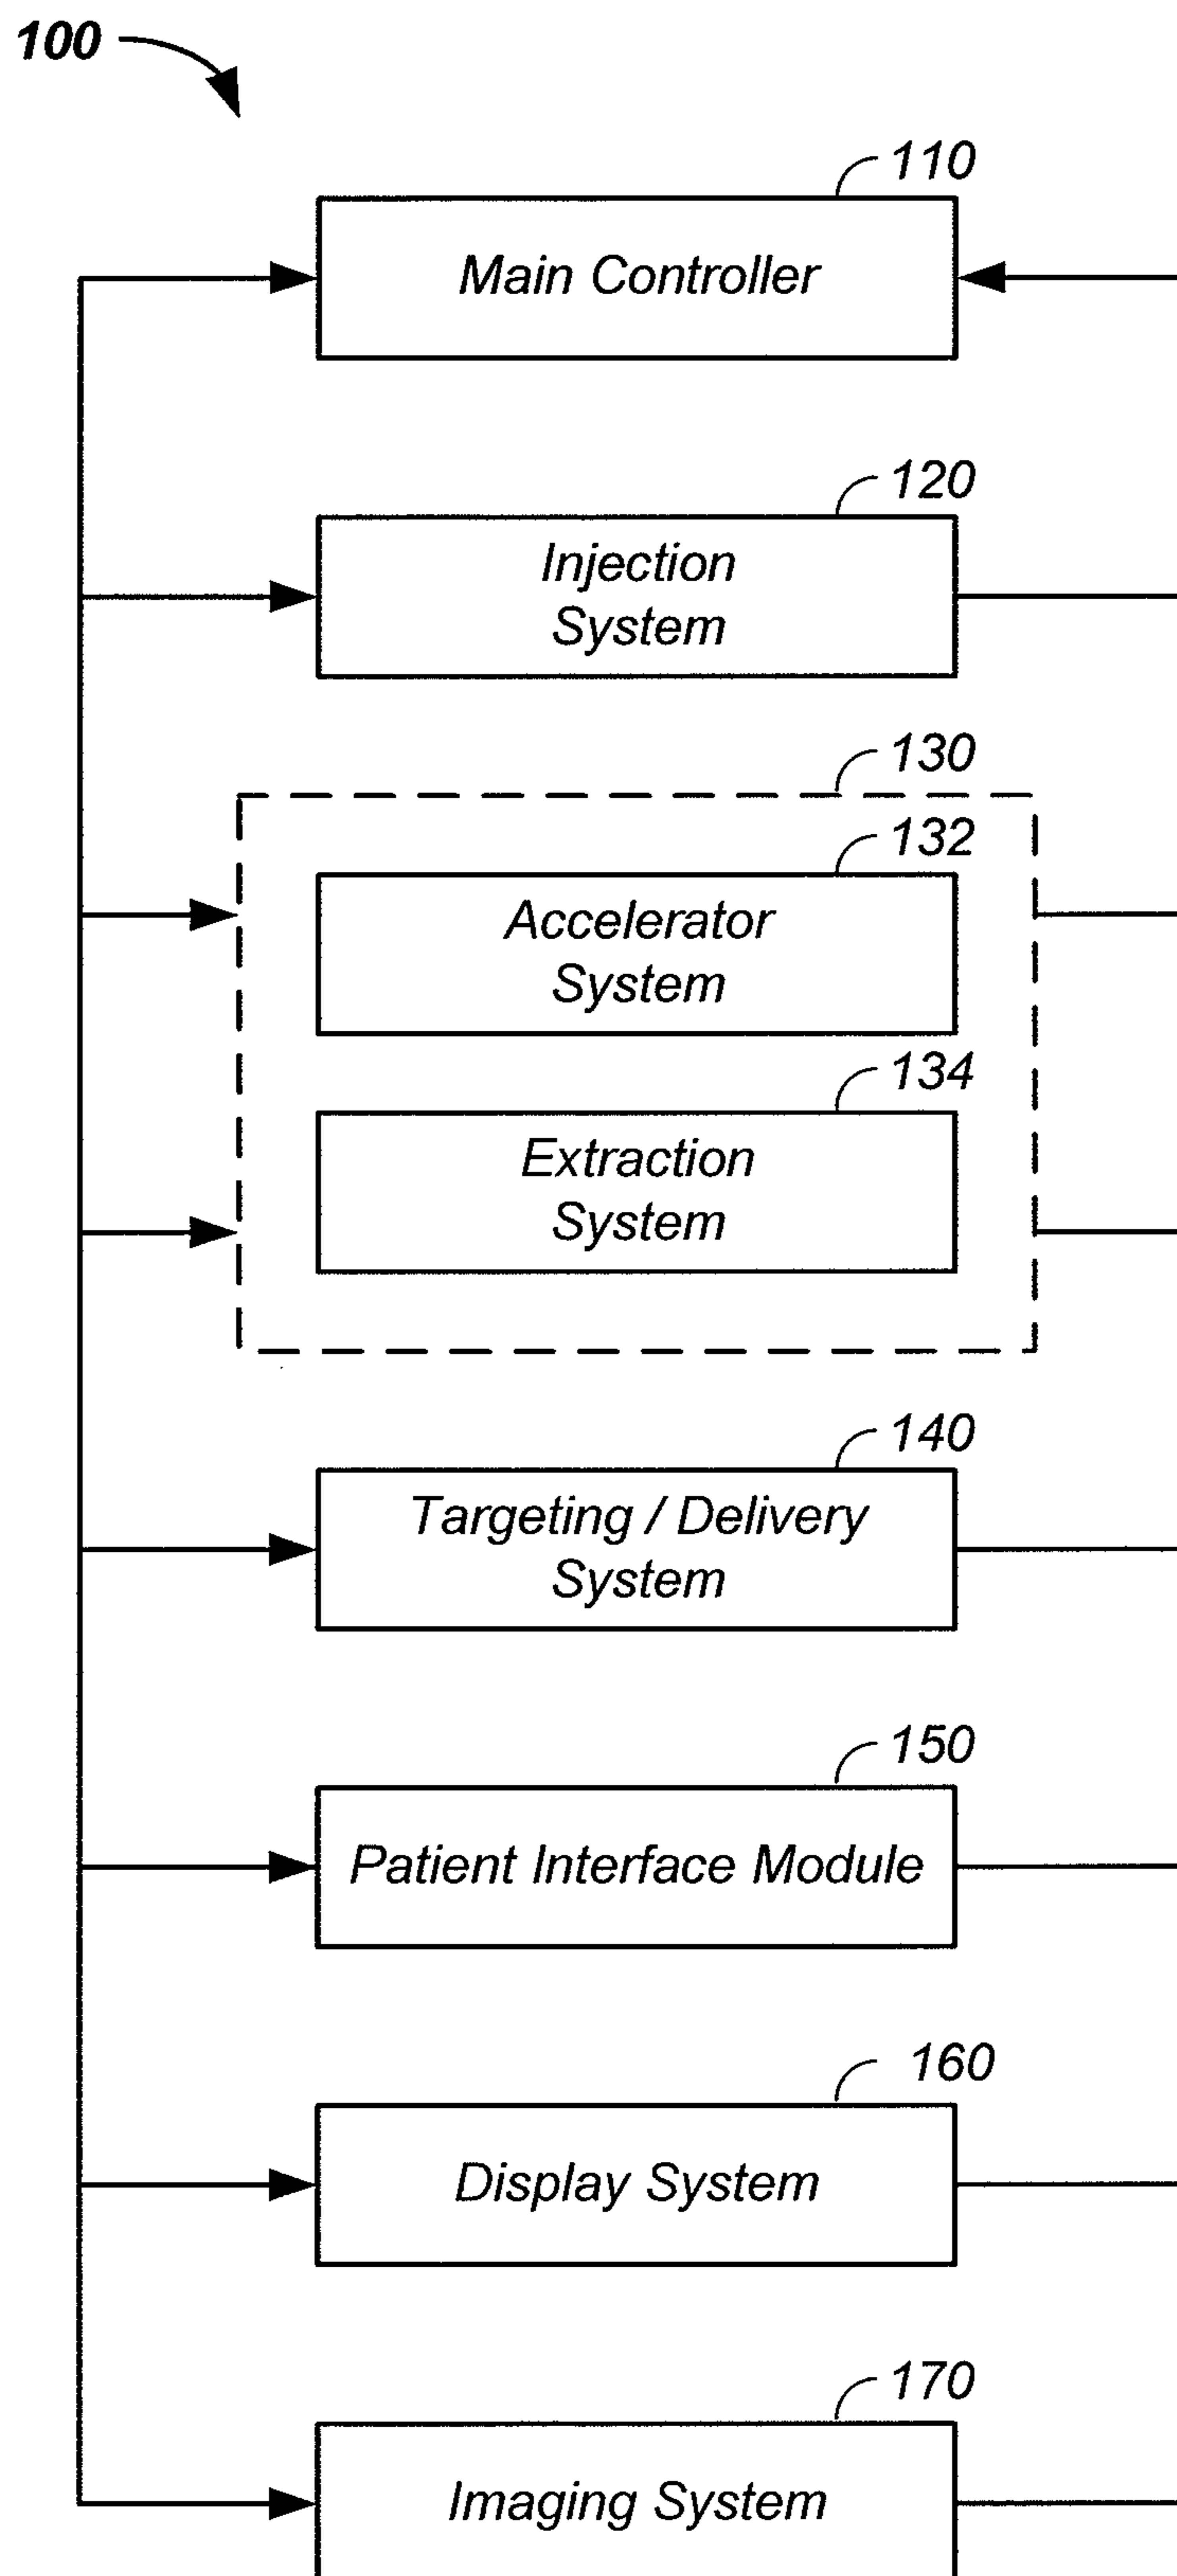 100
110
Main Controller
120
Injection
System
130
132
Accelerator
System
134
Extraction
System
140
Targeting / Delivery
System
150
Patient Interface Module
160
Display System
170
Imaging System